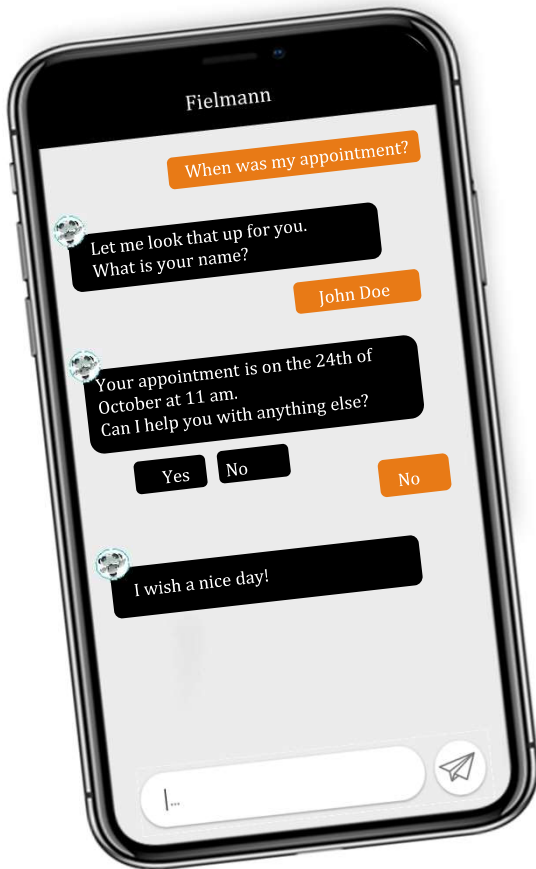 Fielmann
When was my appointment?
Let me look that up for you.
What is your name?
John Doe
Your appointment is on the 24th of
October at 11 am.
Can I help you with anything else?
Yes
No
No
I wish a nice day!
...